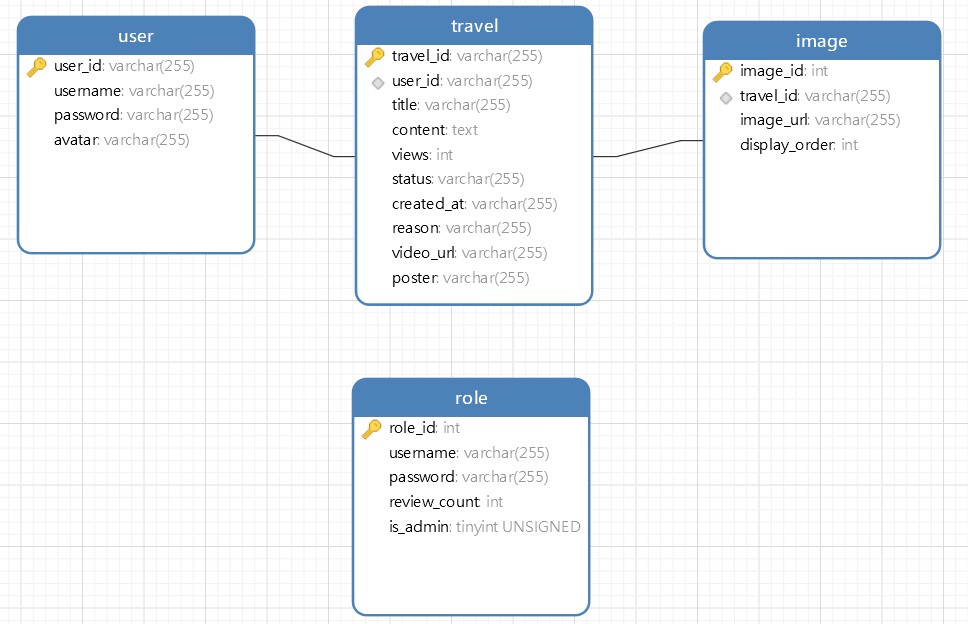 user
user_id: varchar(255)
username: varchar(255)
password: varchar(255)
avatar: varchar(255)
travel
travel_id: varchar(255)
user_id: varchar(255)
title: varchar(255)
content: text
views: int
status: varchar(255)
created_at: varchar(255)
reason: varchar(255)
video_url: varchar(255)
poster: varchar(255)
image
image_id: int
travel_id: varchar(255)
image_url: varchar(255)
display_order: int
role
role_id: int
username: varchar(255)
password: varchar(255)
review_count: int
is_admin: tinyint UNSIGNED